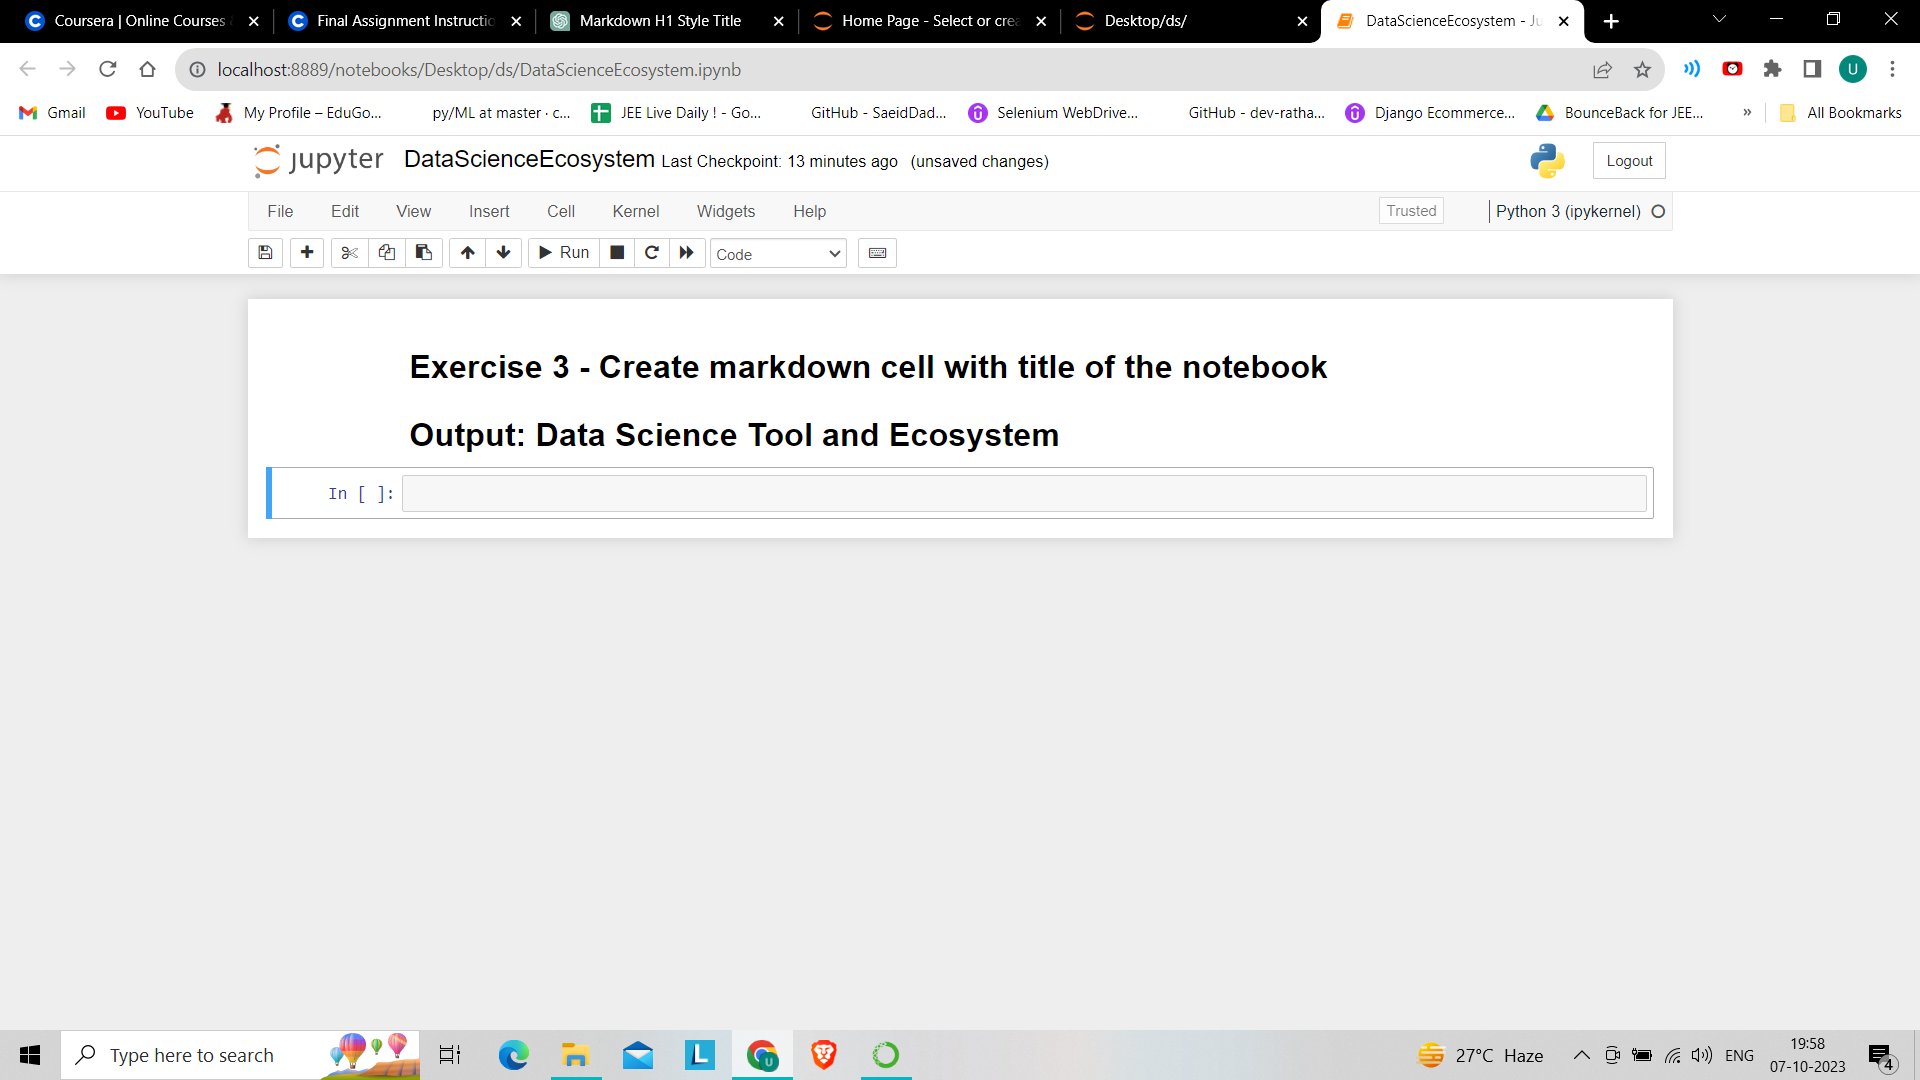 Coursera | Online Courses
Final Assignment Instructio
Markdown H1 Style Title
Home Page - Select or crea
Desktop/ds/
DataScienceEcosystem - Ju
localhost:8889/notebooks/Desktop/ds/DataScienceEcosystem.ipynb
U
Gmail
YouTube
My Profile – EduGo...
py/ML at master · c...
JEE Live Daily ! - Go...
GitHub - SaeidDad...
Selenium WebDrive...
GitHub - dev-ratha...
Django Ecommerce...
BounceBack for JEE...
»
All Bookmarks
jupyter
DataScienceEcosystem Last Checkpoint: 13 minutes ago (unsaved changes)
Logout
File Edit View Insert Cell Kernel Widgets Help
Trusted
Python 3 (ipykernel)
Run
Code
Exercise 3 - Create markdown cell with title of the notebook
Output: Data Science Tool and Ecosystem
In [ ]:
Type here to search
L
U
27°C Haze
ENG
19:58
07-10-2023
4